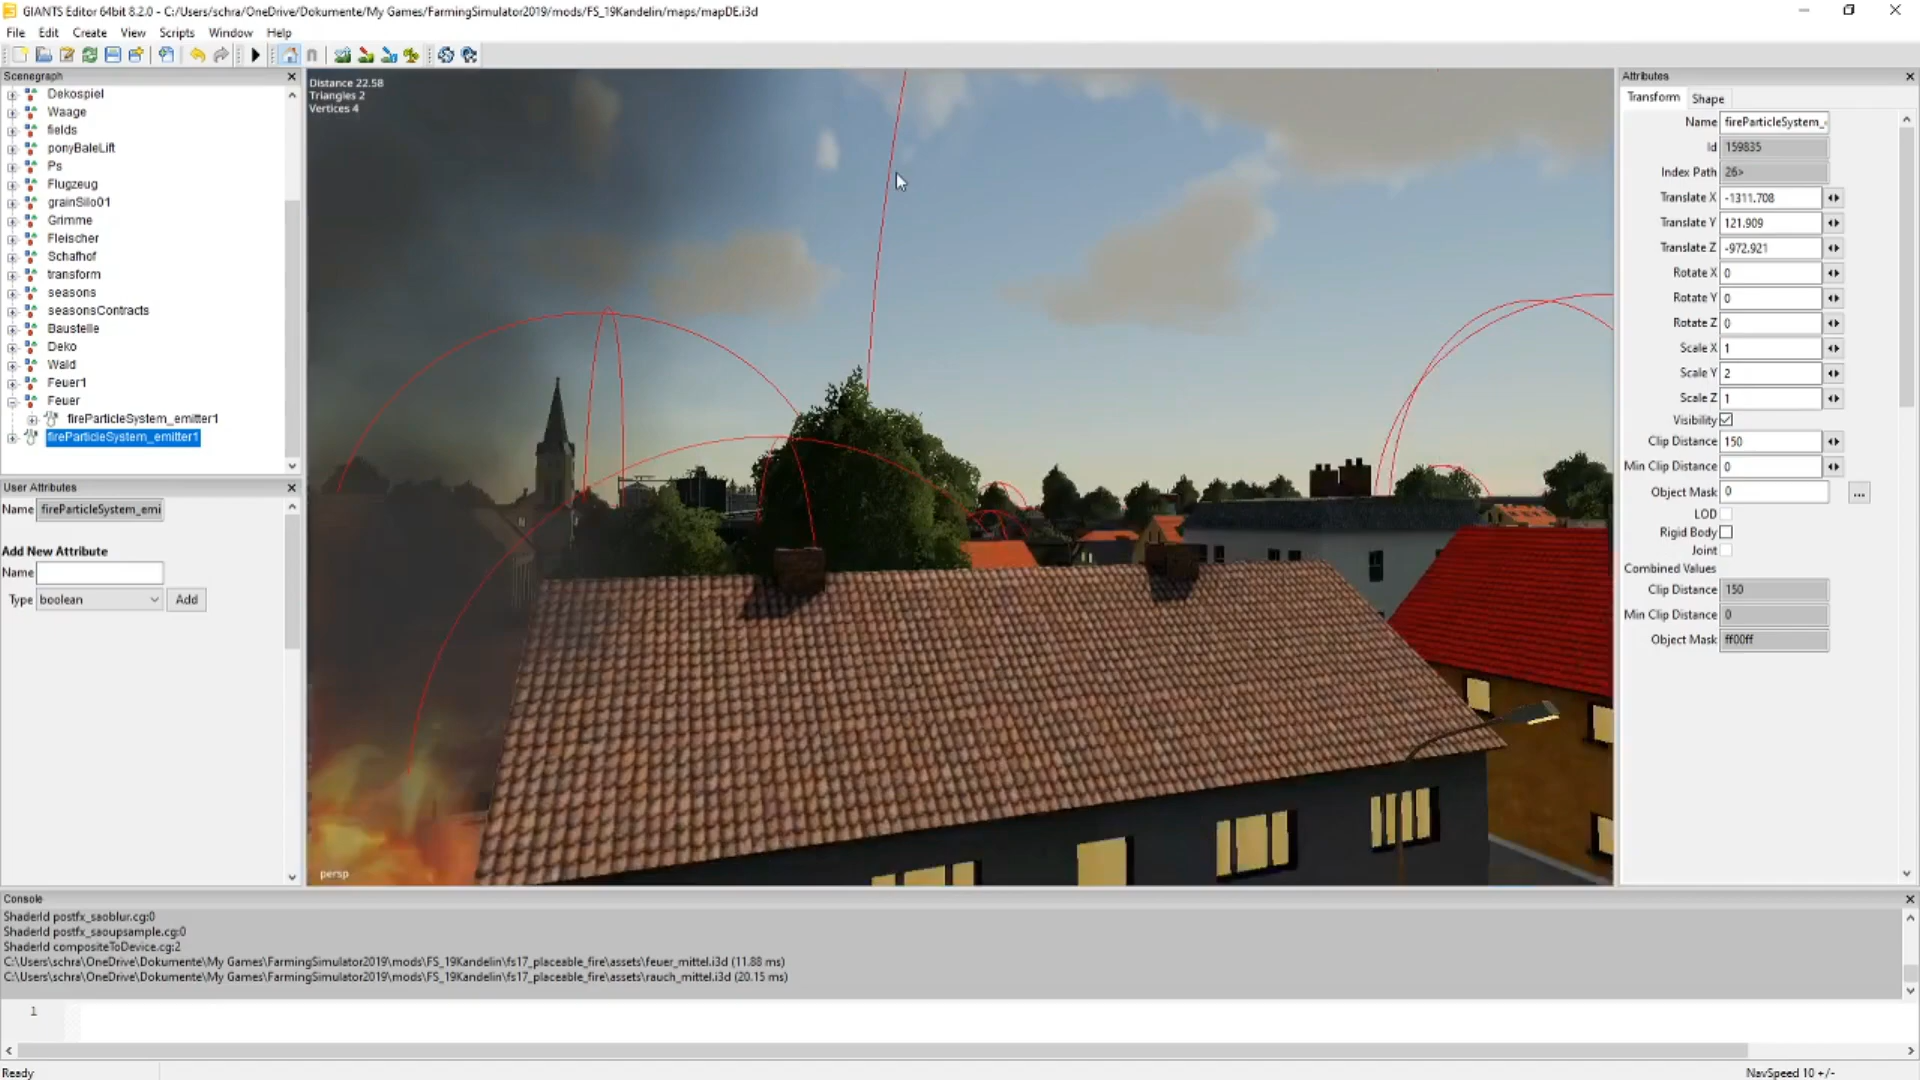 GIANTS Editor 64bit 8.2.0 - C:/Users/schra/OneDrive/Dokumente/My Games/FarmingSimulator2019/mods/FS_19Kandelin/maps/mapDE.i3d
File Edit Create View Scripts Window Help
Scenegraph
Dekospiel
Waage
fields
ponyBaleLift
Ps
Flugzeug
grainSilo01
Grimme
Fleischer
Schafhof
transform
seasons
seasonsContracts
Baustelle
Deko
Wald
Feuer1
Feuer
fireParticleSystem_emitter1
fireParticleSystem_emitter1
User Attributes
Name fireParticleSystem_emi
Add New Attribute
Name
Type boolean Add
Distance 22.58
Triangles 2
Vertices 4
persp
Attributes
Transform Shape
Name fireParticleSystem_
Id 159835
Index Path 26>
Translate X -1311.708
Translate Y 121.909
Translate Z -972.921
Rotate X 0
Rotate Y 0
Rotate Z 0
Scale X 1
Scale Y 2
Scale Z 1
Visibility
Clip Distance 150
Min Clip Distance 0
Object Mask 0 ...
LOD
Rigid Body
Joint
Combined Values
Clip Distance 150
Min Clip Distance 0
Object Mask ff00ff
Console
ShaderId postfx_saoblur.cg:0
ShaderId postfx_saoupsample.cg:0
ShaderId compositeToDevice.cg:2
C:\Users\schra\OneDrive\Dokumente\My Games\FarmingSimulator2019\mods\FS_19Kandelin\fs17_placeable_fire\assets\feuer_mittel.i3d (11.88 ms)
C:\Users\schra\OneDrive\Dokumente\My Games\FarmingSimulator2019\mods\FS_19Kandelin\fs17_placeable_fire\assets\rauch_mittel.i3d (20.15 ms)
1
Ready
NavSpeed 10 +/-